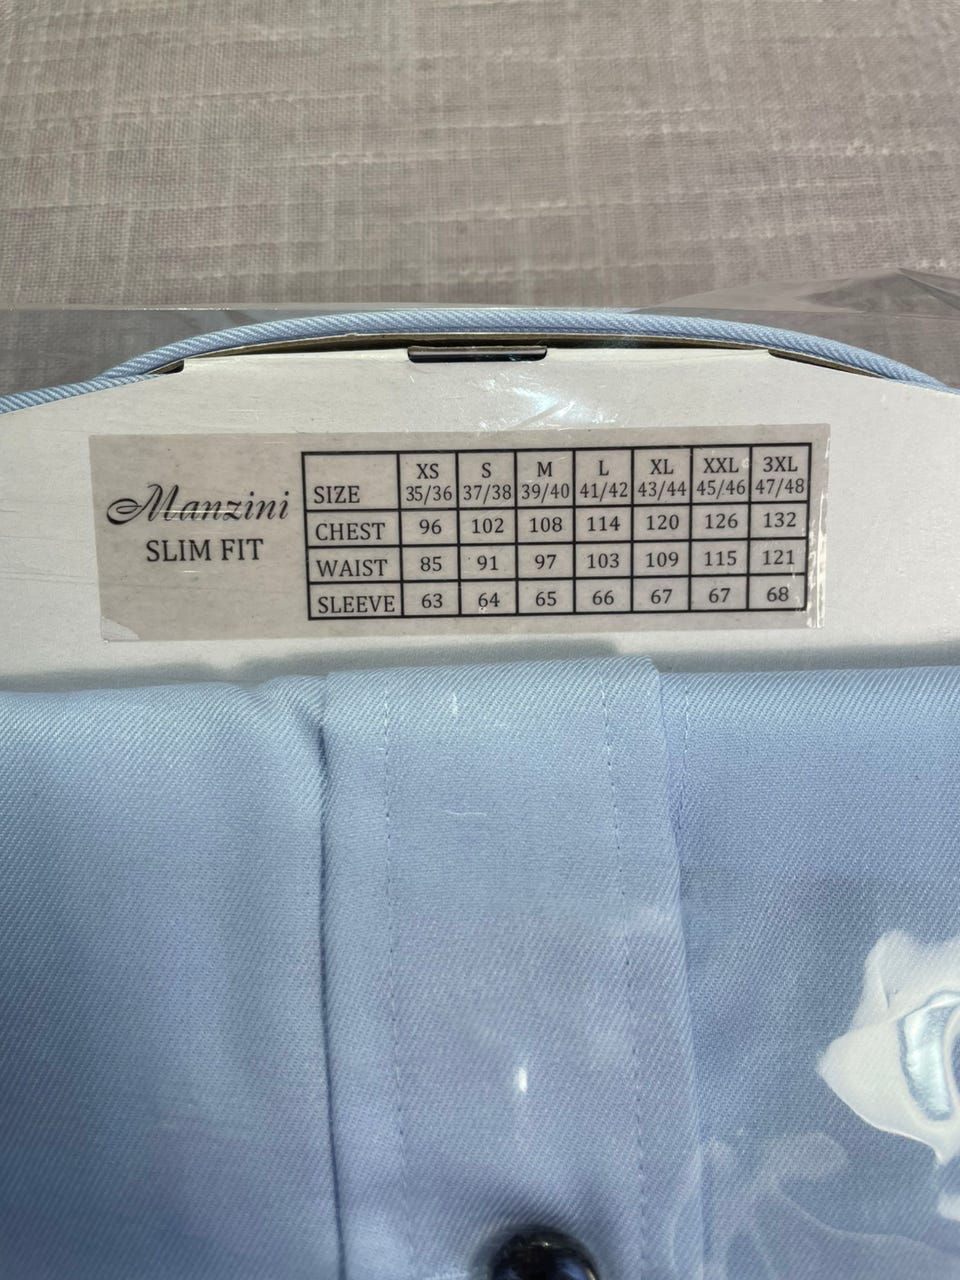 Manzini
SLIM FIT
XS S M L XL XXL 3XL
SIZE 35/36 37/38 39/40 41/42 43/44 45/46 47/48
CHEST 96 102 108 114 120 126 132
WAIST 85 91 97 103 109 115 121
SLEEVE 63 64 65 66 67 67 68